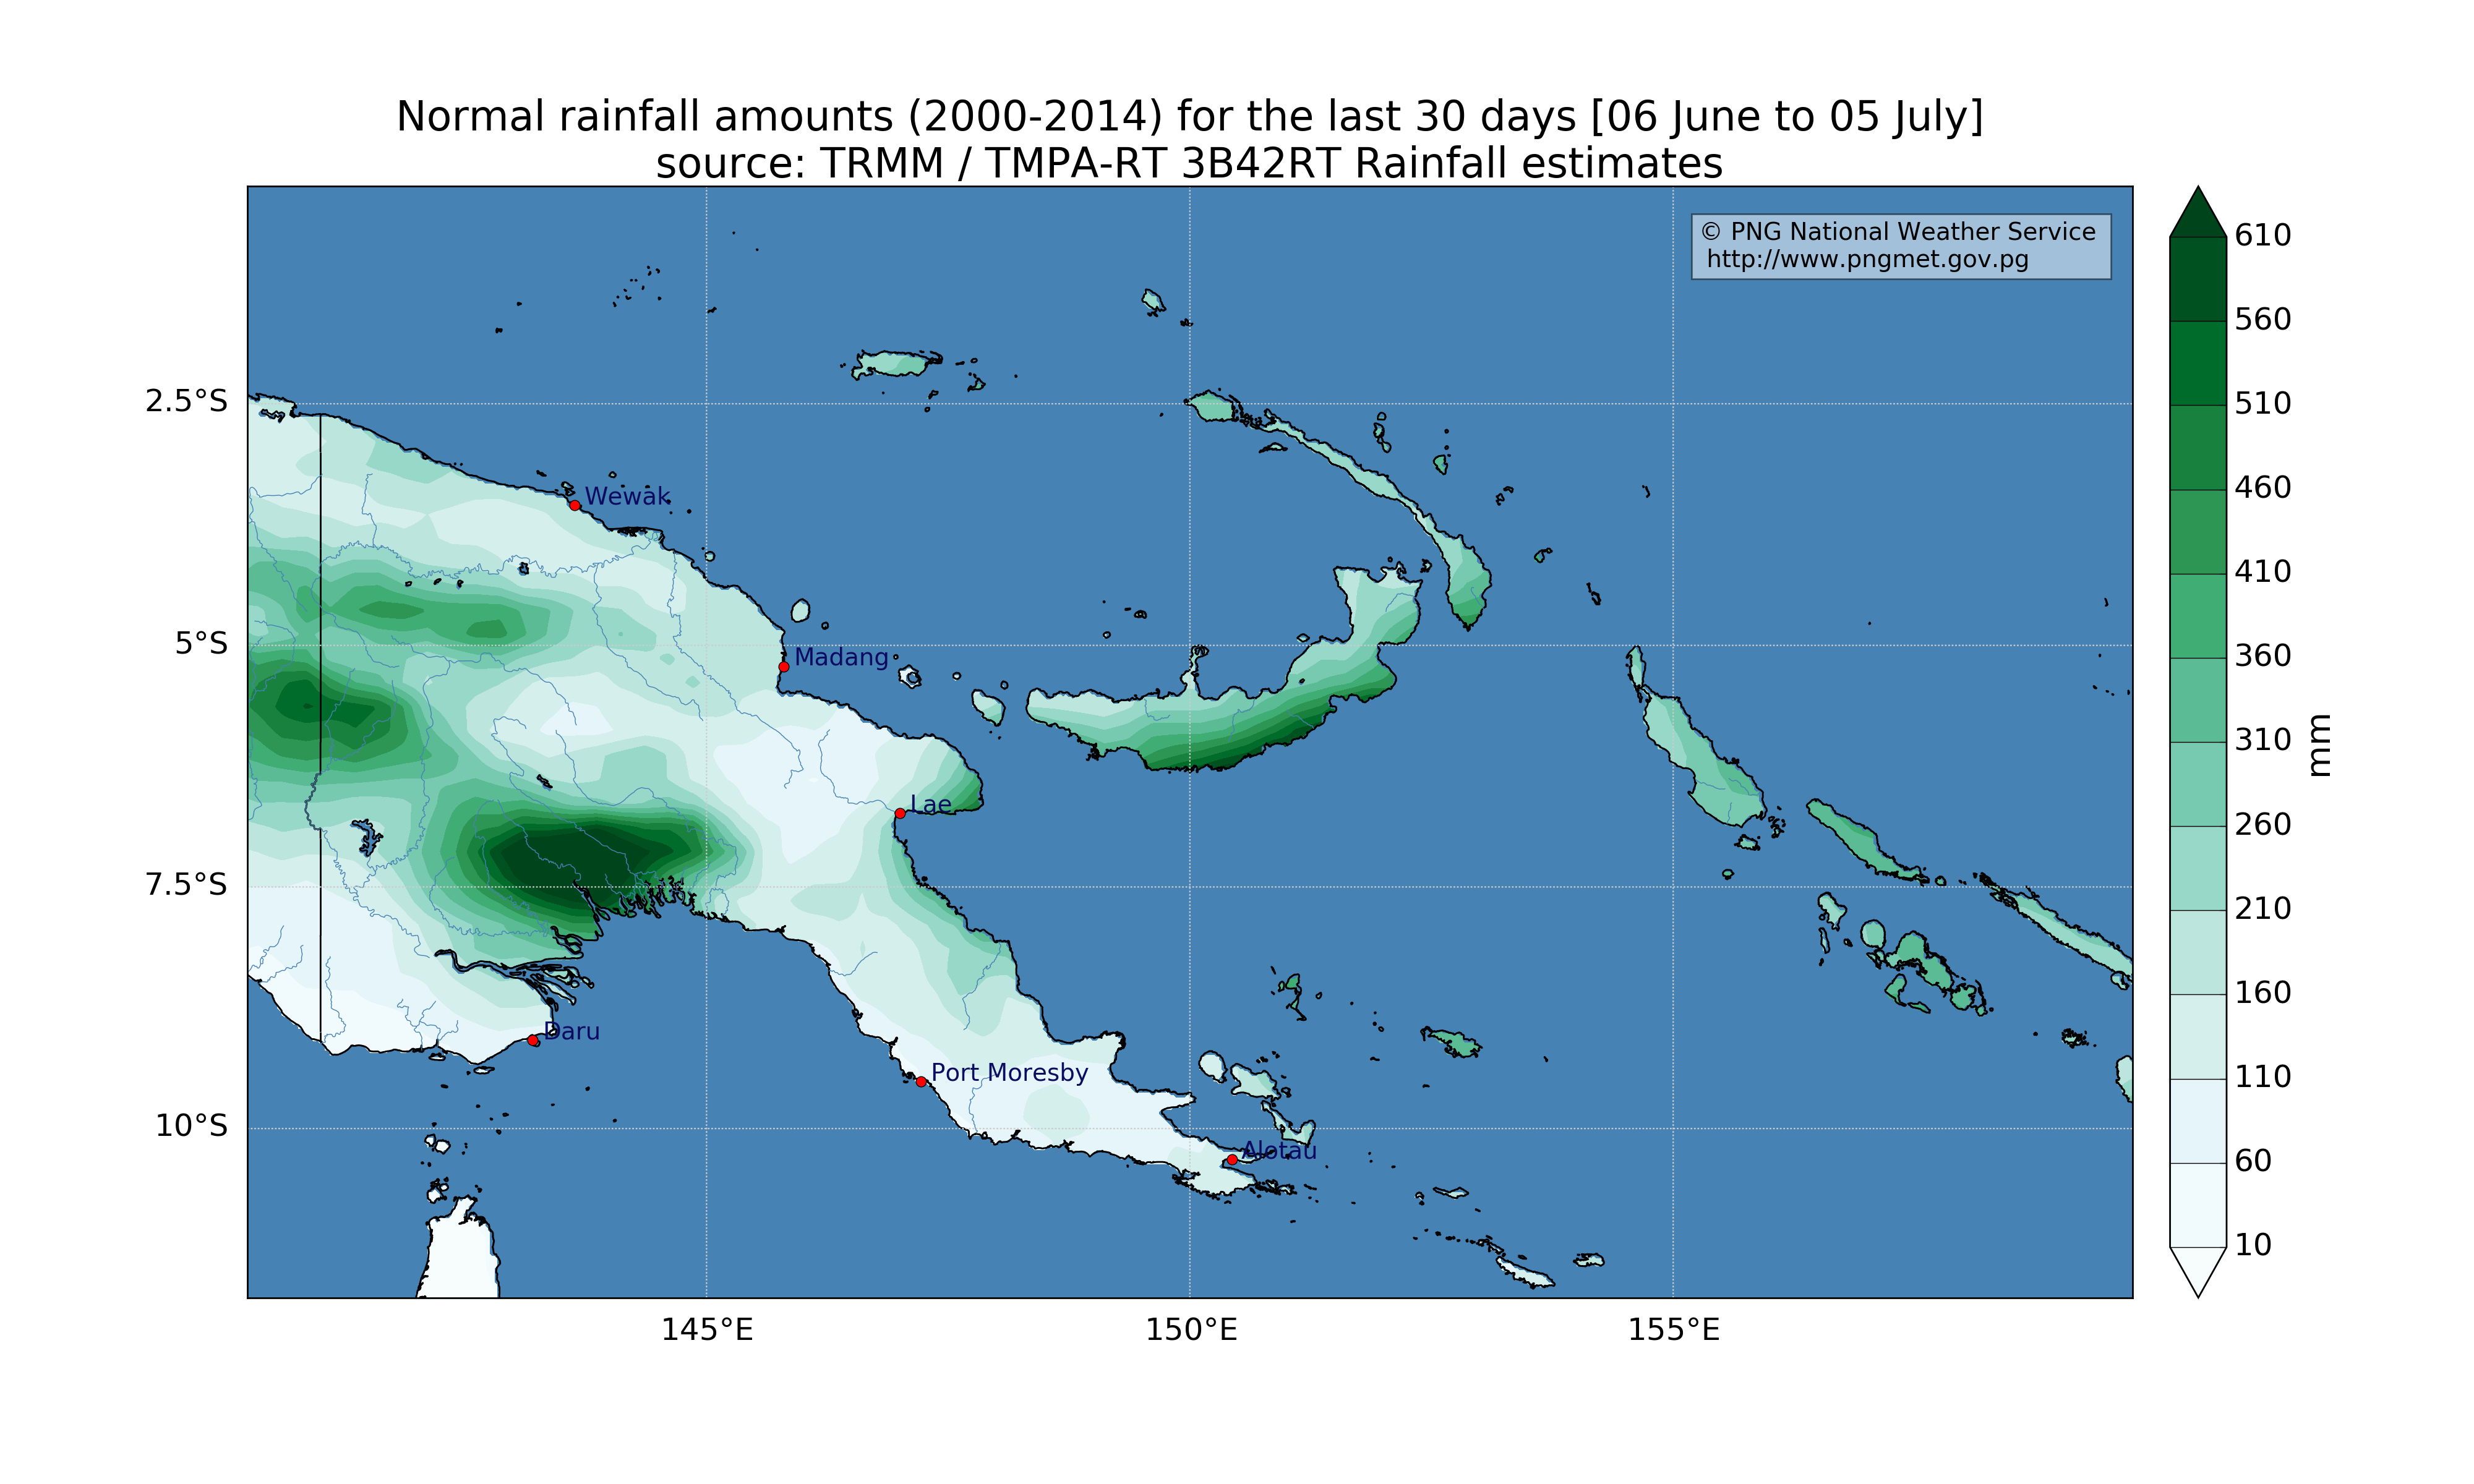 Normal rainfall amounts (2000-2014) for the last 30 days [06 June to 05 July]
source: TRMM / TMPA-RT 3B42RT Rainfall estimates
© PNG National Weather Service
http://www.pngmet.gov.pg
610
560
510
460
410
360
310
260
210
160
110
60
10
mm
2.5°S
5°S
7.5°S
10°S
Wewak
Madang
Lae
Daru
Port Moresby
Alotau
145°E
150°E
155°E